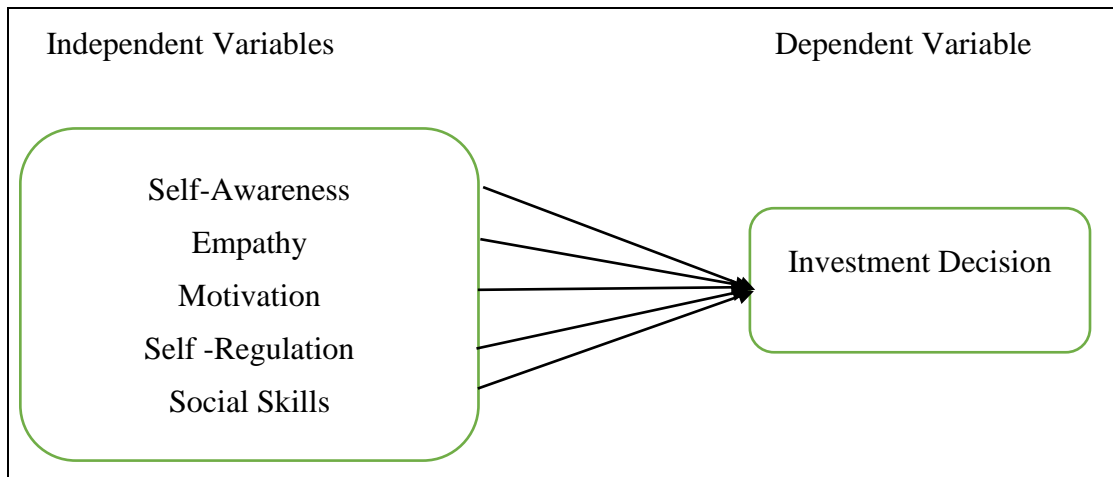 Independent Variables
Dependent Variable
Self-Awareness
Empathy
Motivation
Self -Regulation
Social Skills
Investment Decision